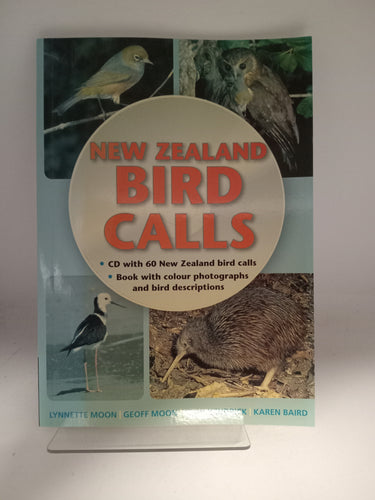 NEW ZEALAND
BIRD
CALLS
• CD with 60 New Zealand bird calls
• Book with colour photographs
and bird descriptions
LYNNETTE MOON | GEOFF MOON | KAREN BAIRD